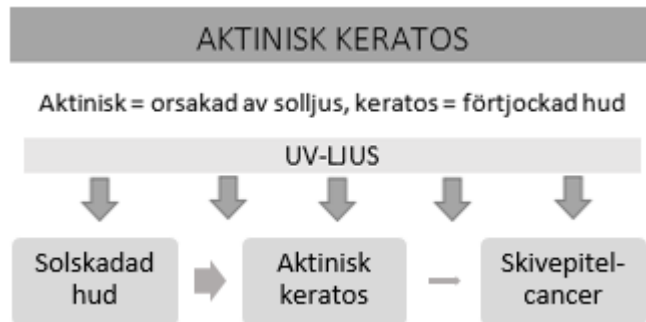 AKTINISK KERATOS
Aktinisk = orsakad av solljus, keratos = förtjockad hud
UV-LJUS
Solskadad
hud
Aktinisk
keratos
Skivepitel-
cancer